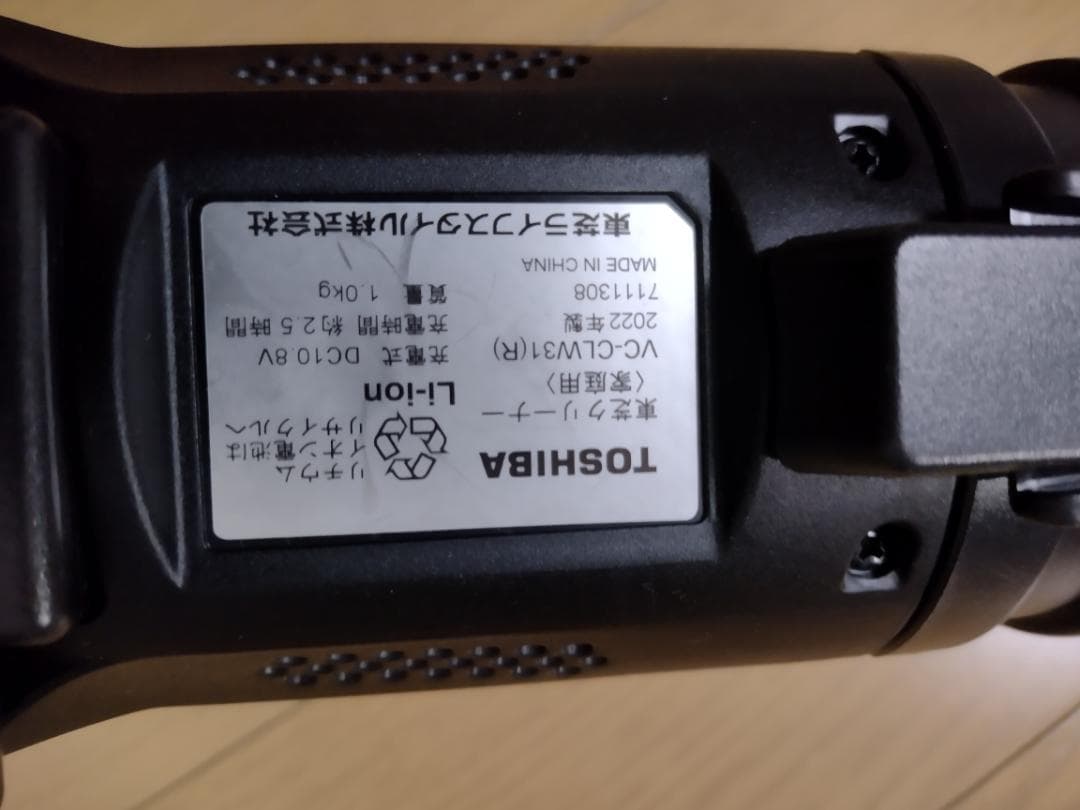 TOSHIBA
東芝クリーナー
〈家庭用〉
VC-CLW31(R)
2022年製
7111308
MADE IN CHINA
リチウム
イオン電池は
リサイクルへ
Li-ion
充電式 DC10.8V
充電時間 約2.5時間
質量 1.0kg
東芝ライフスタイル株式会社